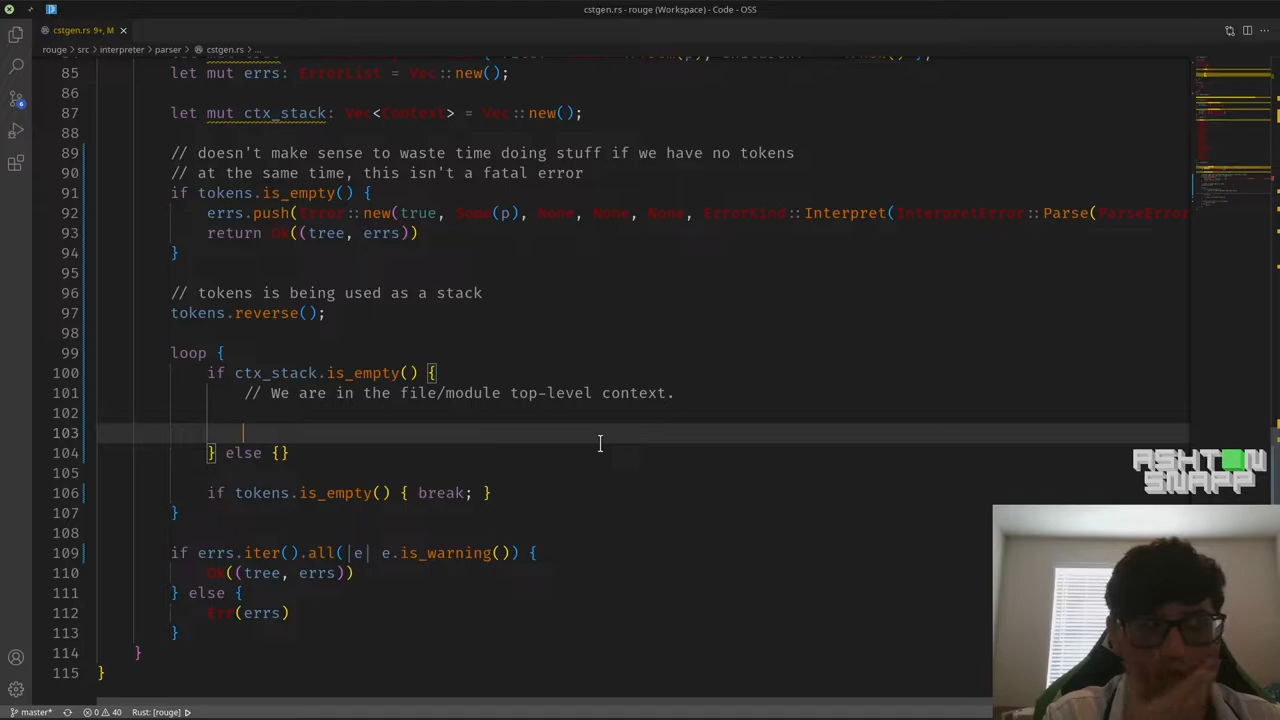 cstgen.rs - rouge (Workspace) - Code - OSS
cstgen.rs 9+, M
rouge > src > interpreter > parser > cstgen.rs > ...
85 let mut errs: ErrorList = Vec::new();
86
87 let mut ctx_stack: Vec<Context> = Vec::new();
88
89 // doesn't make sense to waste time doing stuff if we have no tokens
90 // at the same time, this isn't a fatal error
91 if tokens.is_empty() {
92 errs.push(Error::new(true, Some(p), None, None, None, ErrorKind::Interpret(InterpretError::Parse(ParseError
93 return Ok((tree, errs))
94 }
95
96 // tokens is being used as a stack
97 tokens.reverse();
98
99 loop {
100 if ctx_stack.is_empty() {
101 // We are in the file/module top-level context.
102
103
104 } else {}
105
106 if tokens.is_empty() { break; }
107 }
108
109 if errs.iter().all(|e| e.is_warning()) {
110 Ok((tree, errs))
111 } else {
112 Err(errs)
113 }
114 }
115 }
6
ASHTON
SNAPP
master* 0 40 Rust: [rouge]